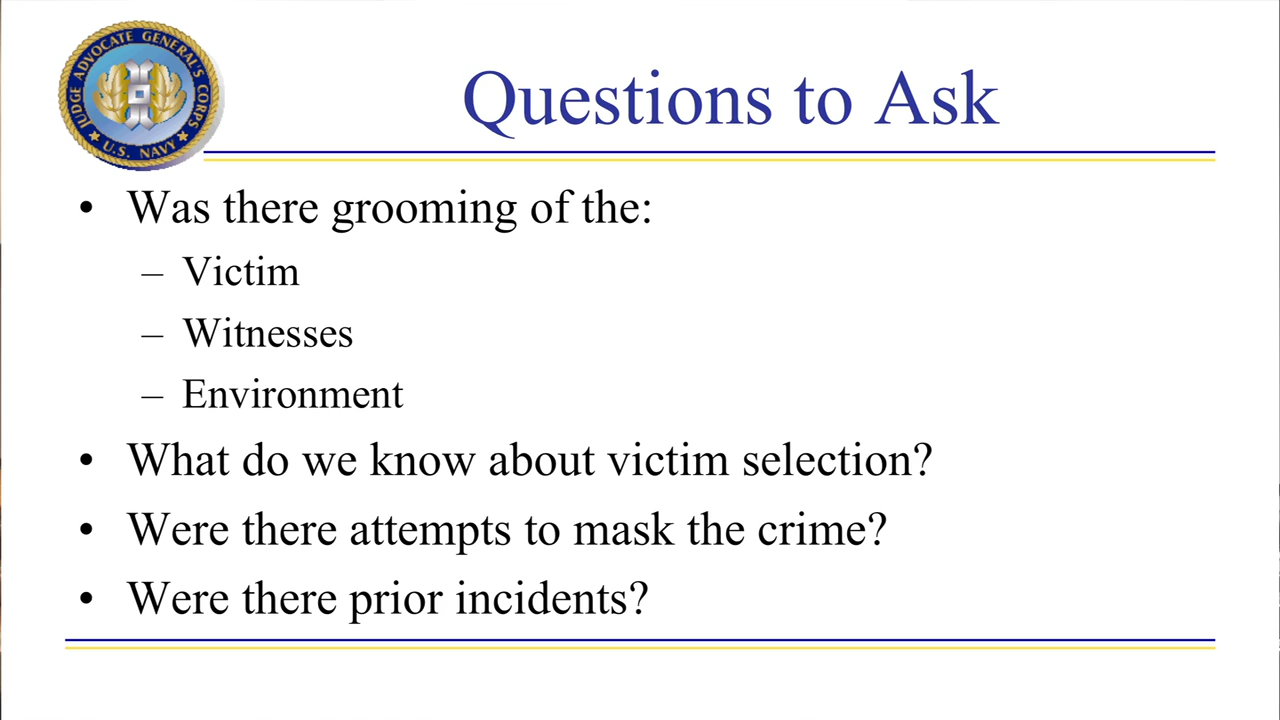 JUDGE ADVOCATE GENERAL'S CORPS
U.S. NAVY
Questions to Ask
• Was there grooming of the:
– Victim
– Witnesses
– Environment
• What do we know about victim selection?
• Were there attempts to mask the crime?
• Were there prior incidents?